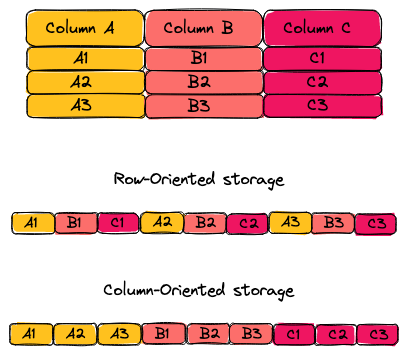 Column A Column B Column C
A1 B1 C1
A2 B2 C2
A3 B3 C3
Row-Oriented storage
A1 B1 C1 A2 B2 C2 A3 B3 C3
Column-Oriented storage
A1 A2 A3 B1 B2 B3 C1 C2 C3